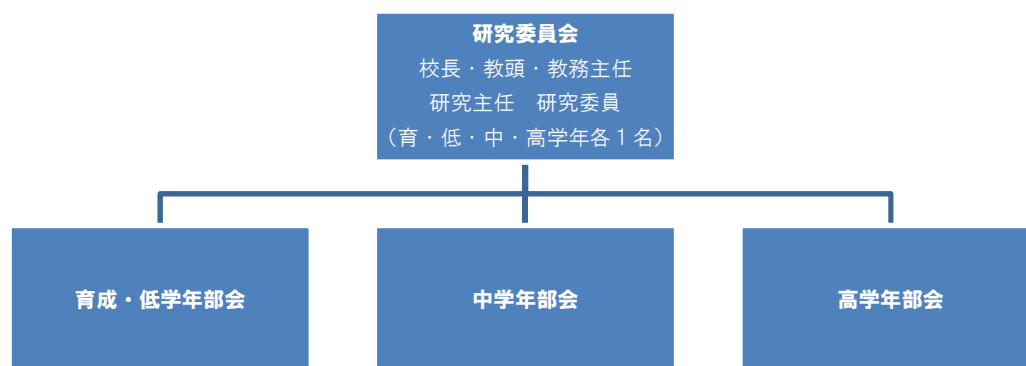 研究委員会
校長・教頭・教務主任
研究主任　研究委員
（育・低・中・高学年各１名）
育成・低学年部会
中学年部会
高学年部会